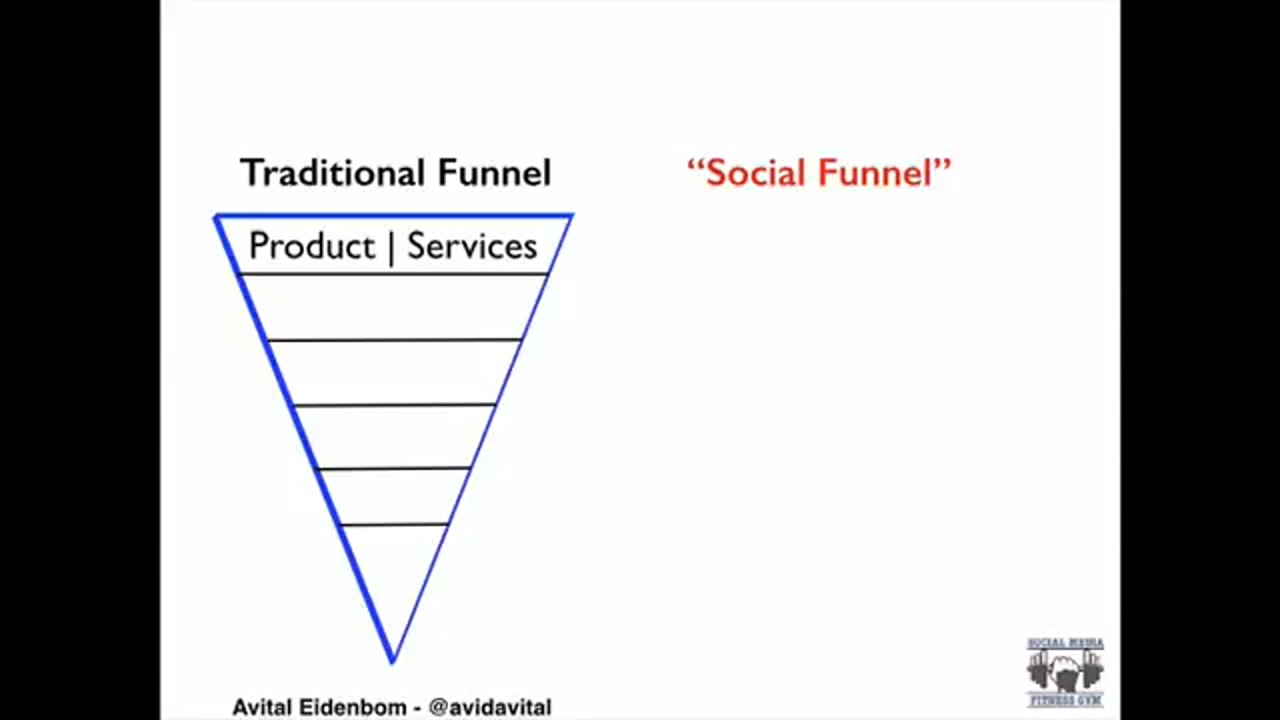 Traditional Funnel
“Social Funnel”
Product | Services
Avital Eidenbom - @avidavital
SOCIAL MEDIA
FITNESS GYM